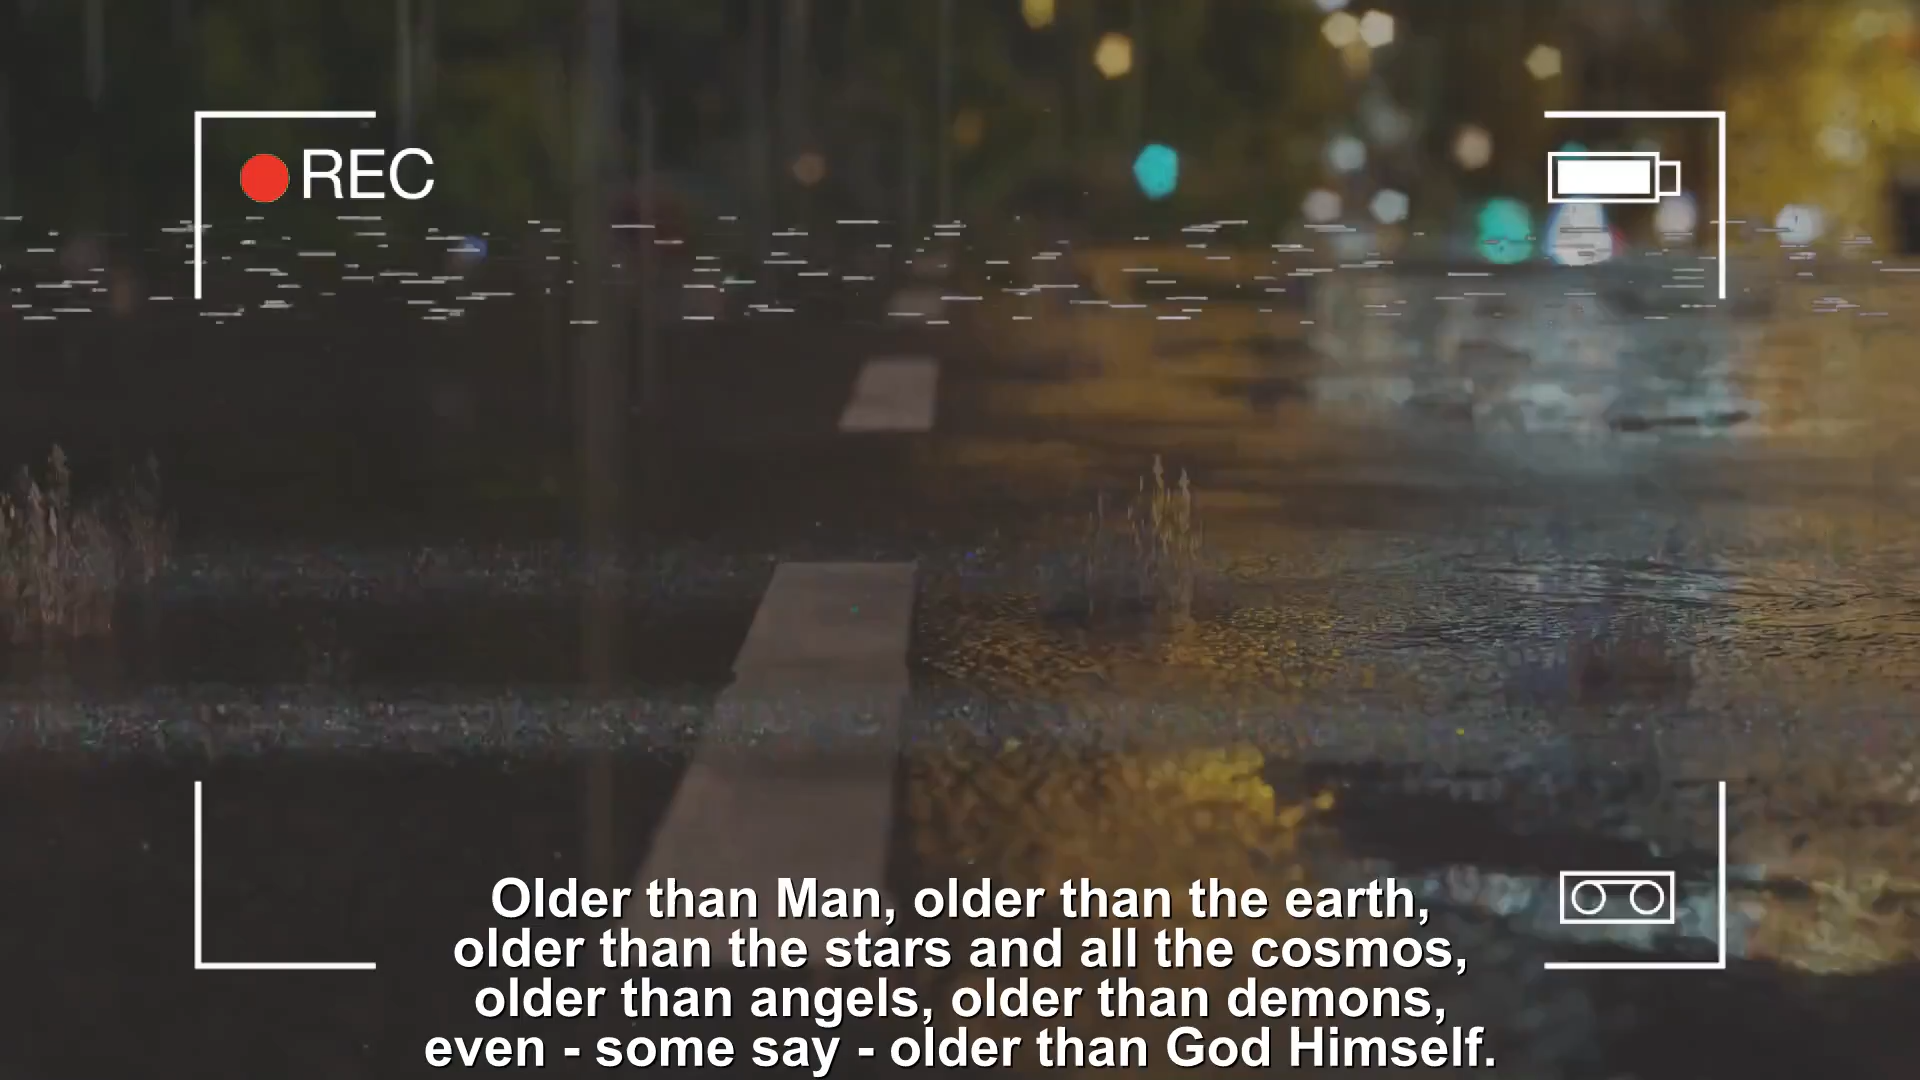 REC
Older than Man, older than the earth,
older than the stars and all the cosmos,
older than angels, older than demons,
even - some say - older than God Himself.